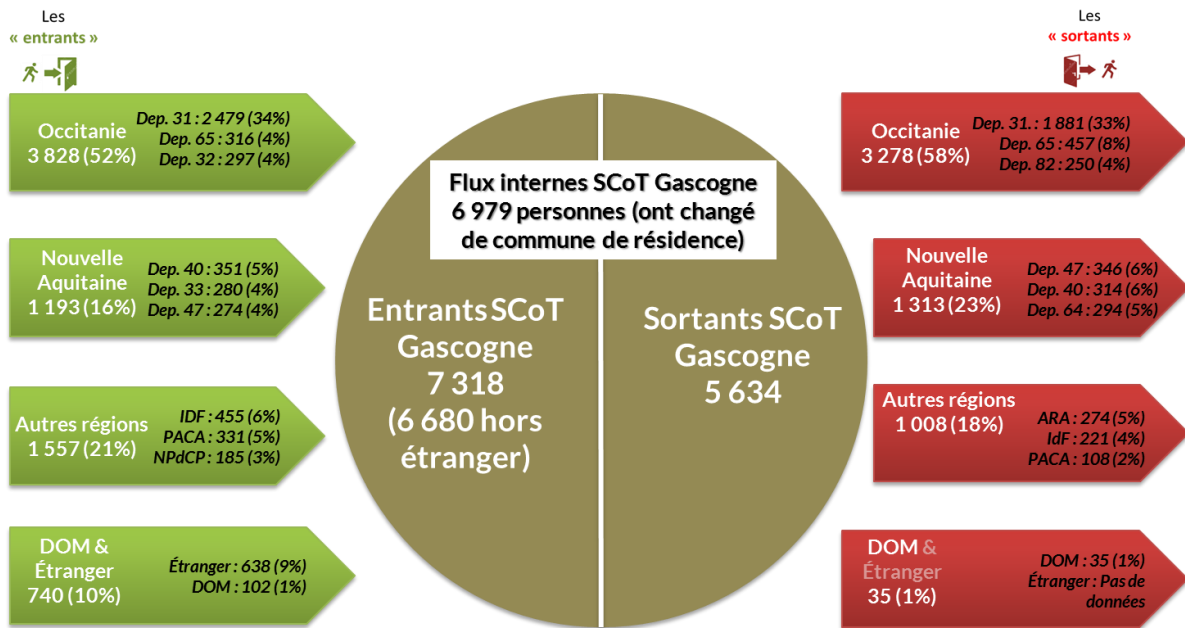 Les
« entrants »
Occitanie
3 828 (52%)
Dep. 31 : 2 479 (34%)
Dep. 65 : 316 (4%)
Dep. 32 : 297 (4%)
Nouvelle
Aquitaine
1 193 (16%)
Dep. 40 : 351 (5%)
Dep. 33 : 280 (4%)
Dep. 47 : 274 (4%)
Autres régions
1 557 (21%)
IDF : 455 (6%)
PACA : 331 (5%)
NPdCP : 185 (3%)
DOM &
Étranger
740 (10%)
Étranger : 638 (9%)
DOM : 102 (1%)
Flux internes SCoT Gascogne
6 979 personnes (ont changé
de commune de résidence)
Entrants SCoT
Gascogne
7 318
(6 680 hors
étranger)
Sortants SCoT
Gascogne
5 634
Les
« sortants »
Occitanie
3 278 (58%)
Dep. 31. : 1 881 (33%)
Dep. 65 : 457 (8%)
Dep. 82 : 250 (4%)
Nouvelle
Aquitaine
1 313 (23%)
Dep. 47 : 346 (6%)
Dep. 40 : 314 (6%)
Dep. 64 : 294 (5%)
Autres régions
1 008 (18%)
ARA : 274 (5%)
IdF : 221 (4%)
PACA : 108 (2%)
DOM &
Étranger
35 (1%)
DOM : 35 (1%)
Étranger : Pas de
données